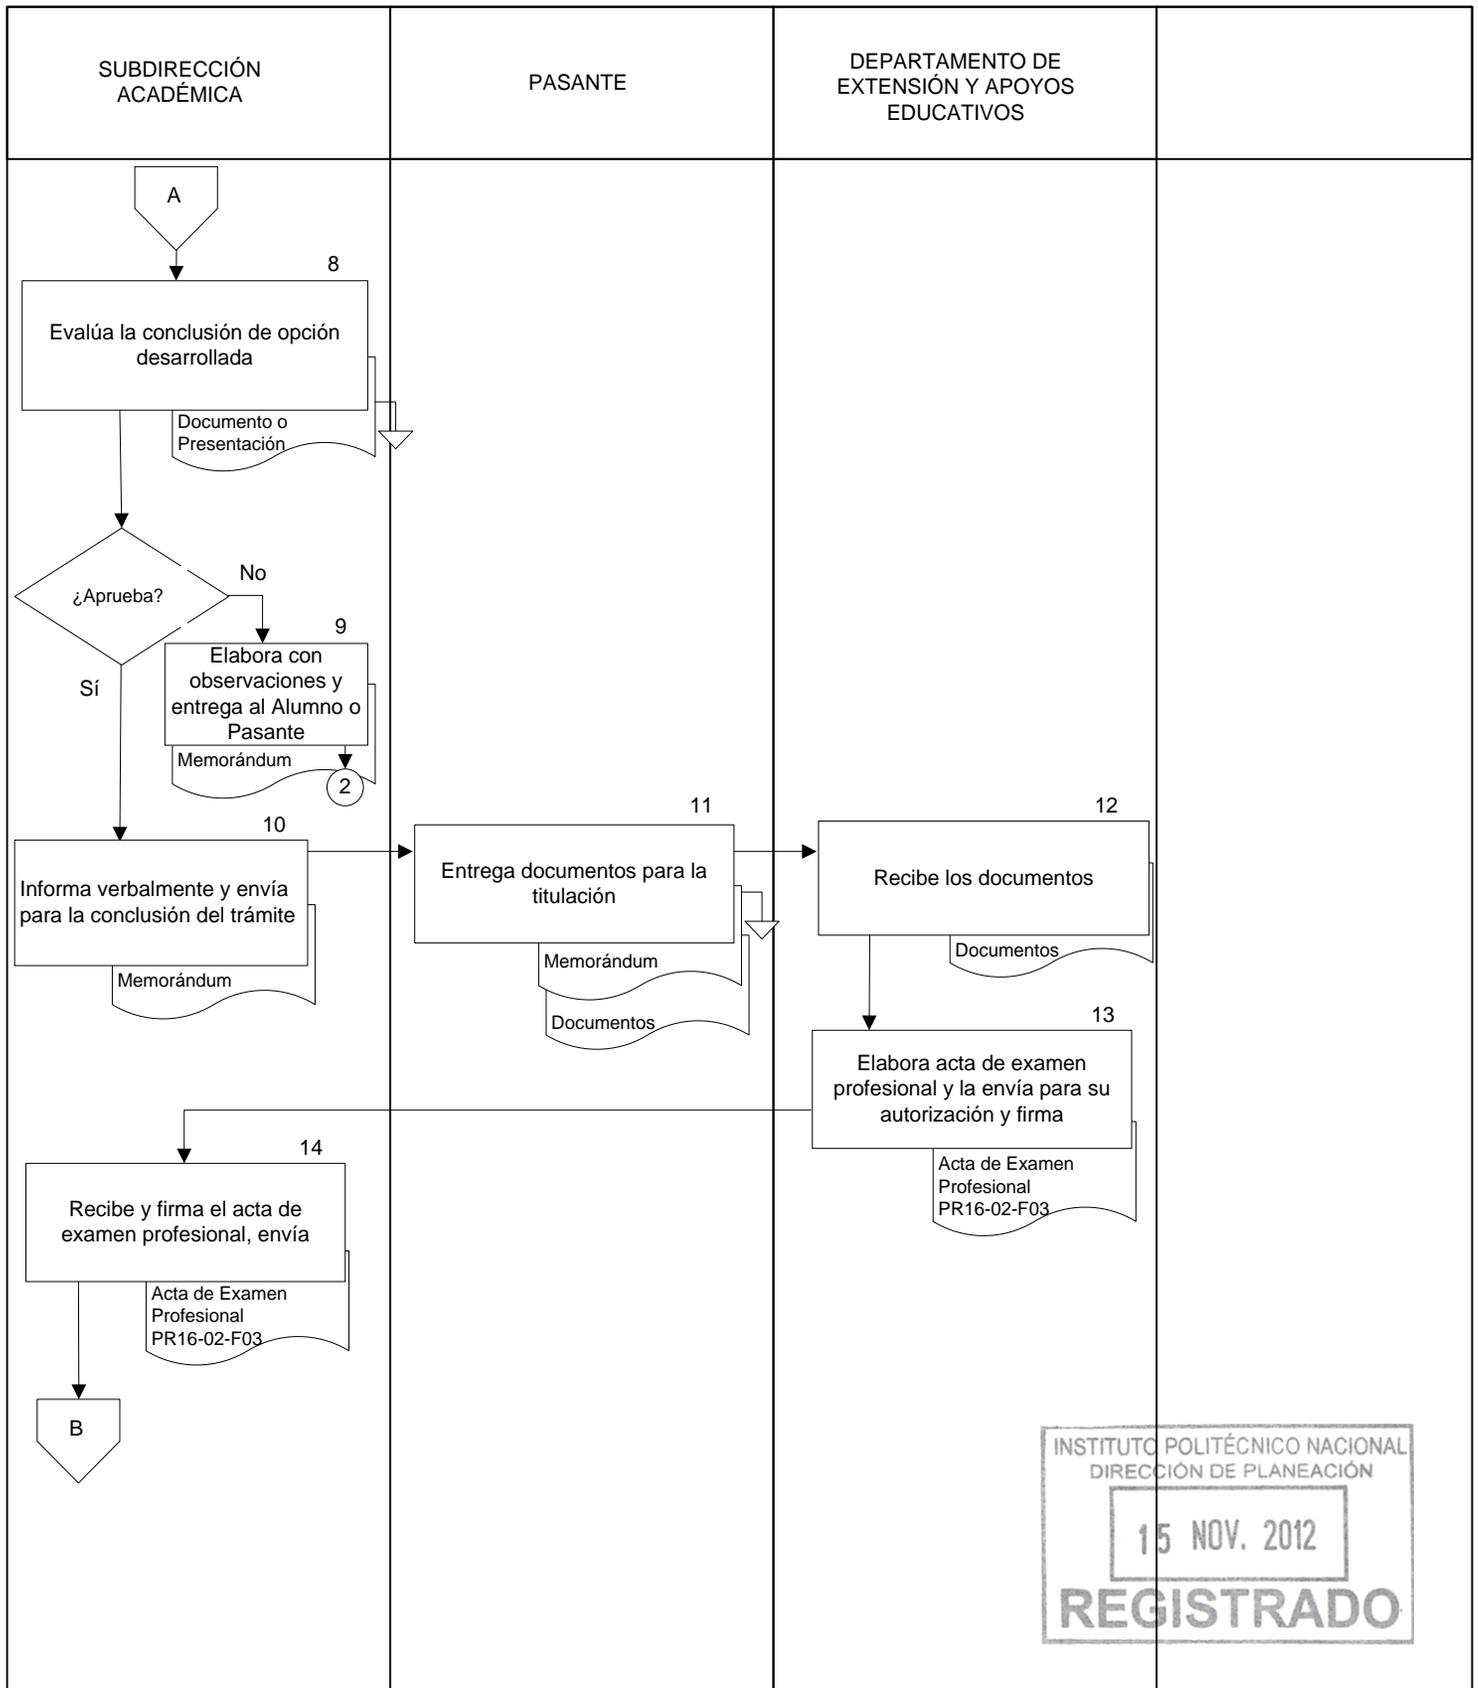 SUBDIRECCIÓN
ACADÉMICA
PASANTE
DEPARTAMENTO DE
EXTENSIÓN Y APOYOS
EDUCATIVOS
A
8
Evalúa la conclusión de opción
desarrollada
Documento o
Presentación
¿Aprueba?
No
Sí
9
Elabora con
observaciones y
entrega al Alumno o
Pasante
Memorándum
2
10
Informa verbalmente y envía
para la conclusión del trámite
Memorándum
11
Entrega documentos para la
titulación
Memorándum
Documentos
12
Recibe los documentos
Documentos
13
Elabora acta de examen
profesional y la envía para su
autorización y firma
Acta de Examen
Profesional
PR16-02-F03
14
Recibe y firma el acta de
examen profesional, envía
Acta de Examen
Profesional
PR16-02-F03
B
INSTITUTO POLITÉCNICO NACIONAL
DIRECCIÓN DE PLANEACIÓN
15 NOV. 2012
REGISTRADO